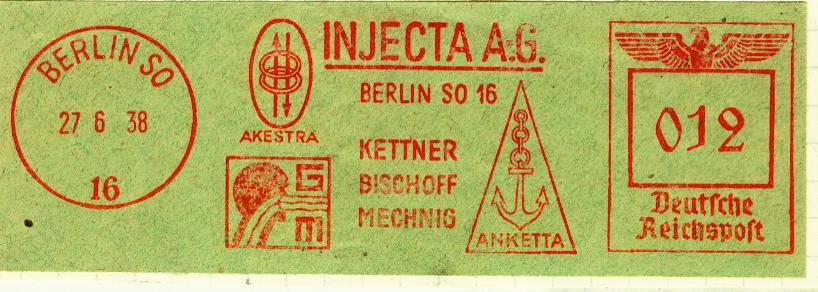 BERLIN SO
27 6 38
16
AKESTRA
G
m
INJECTA A.G.
BERLIN SO 16
KETTNER
BISCHOFF
MECHNIG
ANKETTA
012
Deutsche
Reichspost